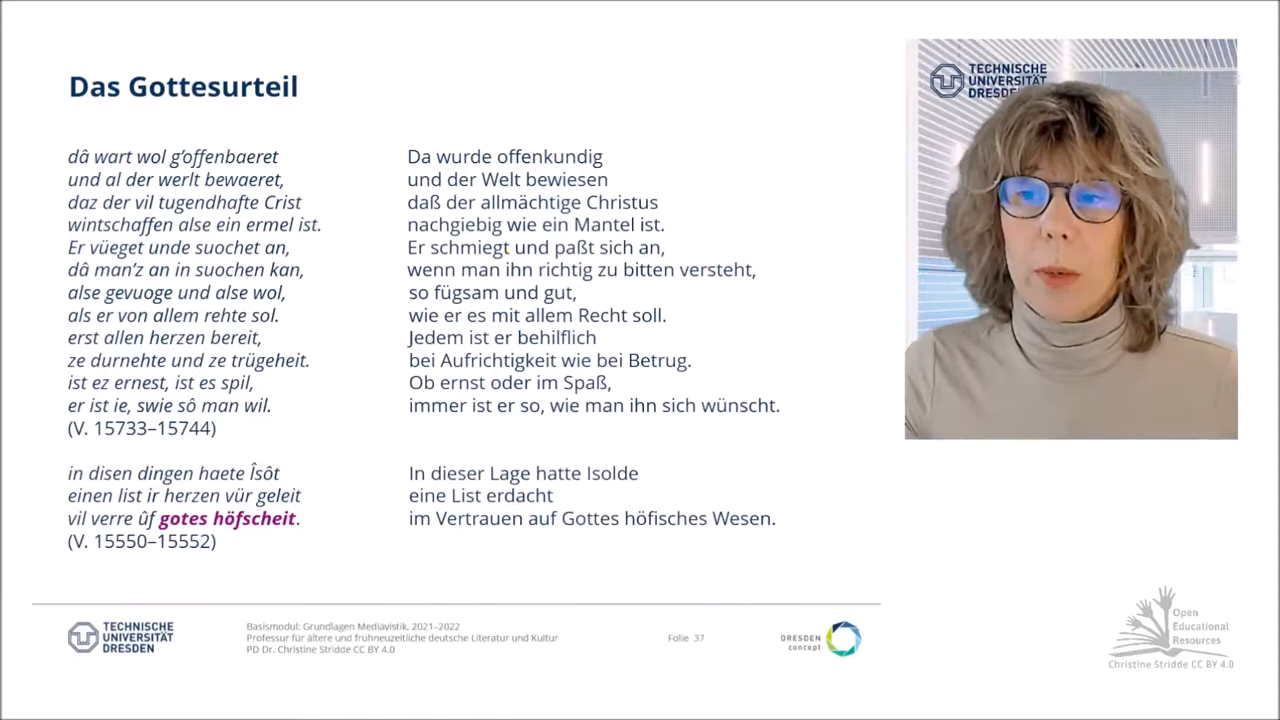 Das Gottesurteil
dâ wart wol g'offenbaeret
und al der werlt bewaeret,
daz der vil tugendhafte Crist
wintschaffen alse ein ermel ist.
Er vüeget unde suochet an,
dâ man'z an in suochen kan,
alse gevuoge und alse wol,
als er von allem rehte sol.
erst allen herzen bereit,
ze durnehte und ze trügeheit.
ist ez ernest, ist es spil,
er ist ie, swie sô man wil.
(V. 15733–15744)
Da wurde offenkundig
und der Welt bewiesen
daß der allmächtige Christus
nachgiebig wie ein Mantel ist.
Er schmiegt und paßt sich an,
wenn man ihn richtig zu bitten versteht,
so fügsam und gut,
wie er es mit allem Recht soll.
Jedem ist er behilflich
bei Aufrichtigkeit wie bei Betrug.
Ob ernst oder im Spaß,
immer ist er so, wie man ihn sich wünscht.
in disen dingen haete Îsôt
einen list ir herzen vür geleit
vil verre ûf gotes höfscheit.
(V. 15550–15552)
In dieser Lage hatte Isolde
eine List erdacht
im Vertrauen auf Gottes höfisches Wesen.
TECHNISCHE
UNIVERSITÄT
DRESDEN
Basismodul: Grundlagen Mediavistik, 2021–2022
Professur für ältere und frühneuzeitliche deutsche Literatur und Kultur
PD Dr. Christine Stridde CC BY 4.0
Folie 37
DRESDEN
concept
TECHNISCHE
UNIVERSITÄT
DRESDEN
Open
Educational
Resources
Christine Stridde CC BY 4.0